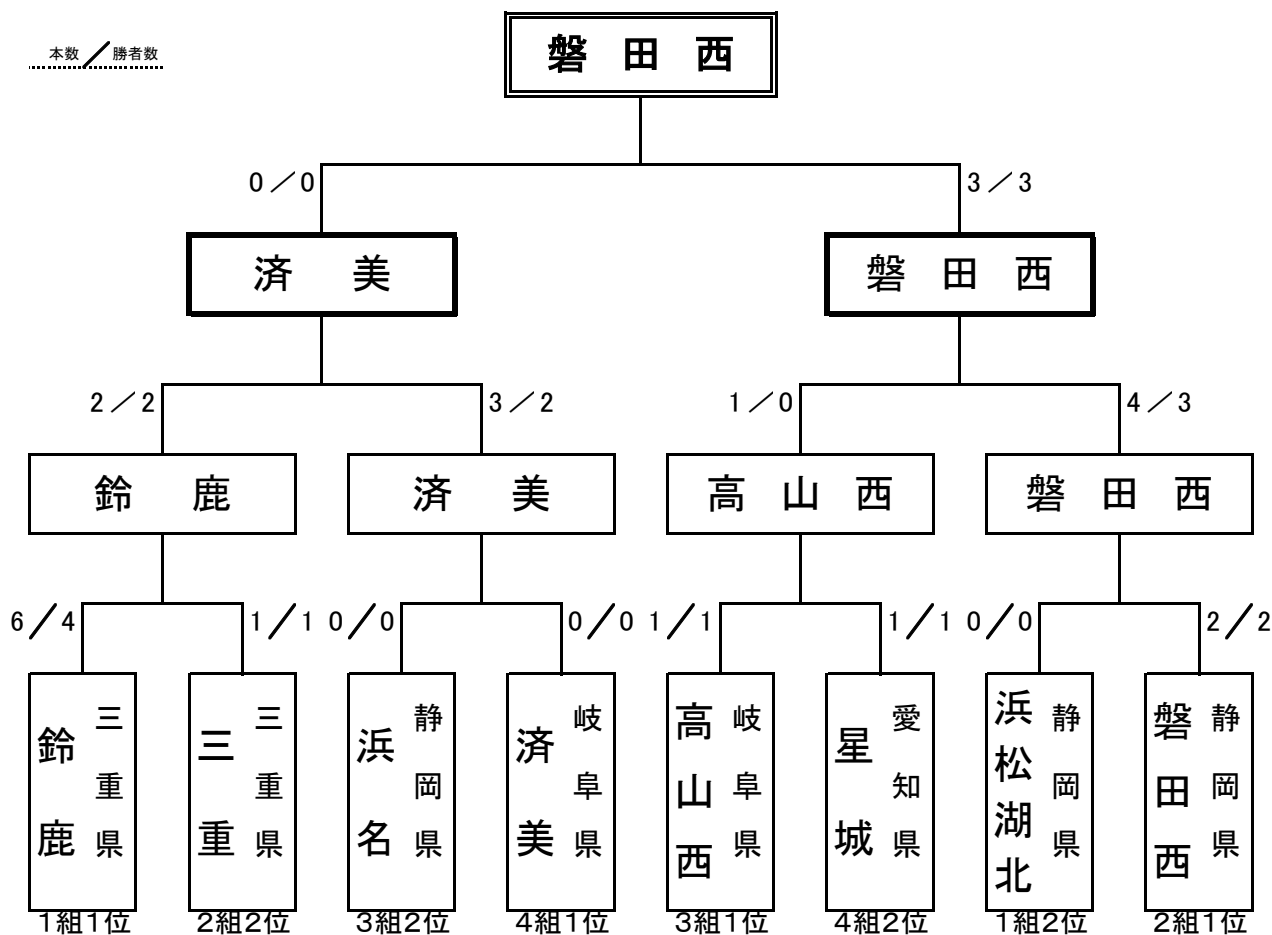 本数／勝者数
磐田西
0／0
3／3
済美
磐田西
2／2
3／2
1／0
4／3
鈴鹿
済美
高山西
磐田西
6／4
1／1
0／0
0／0
1／1
1／1
0／0
2／2
鈴鹿
三重県
三重
三重県
浜名
静岡県
済美
岐阜県
高山西
岐阜県
星城
愛知県
浜松湖北
静岡県
磐田西
静岡県
1組1位
2組2位
3組2位
4組1位
3組1位
4組2位
1組2位
2組1位